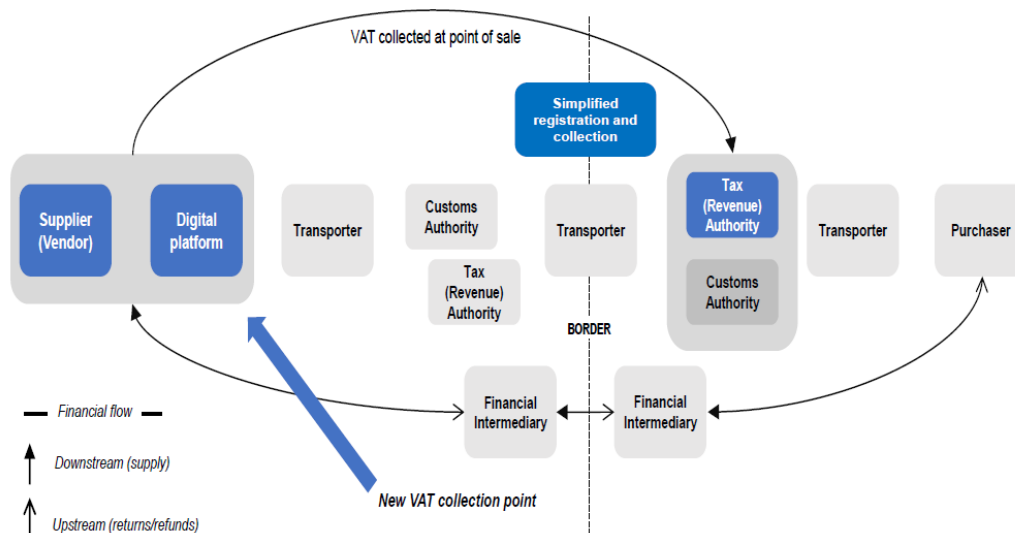 VAT collected at point of sale
Simplified
registration and
collection
Supplier
(Vendor)
Digital
platform
Transporter
Customs
Authority
Tax
(Revenue)
Authority
Transporter
Tax
(Revenue)
Authority
Customs
Authority
Transporter
Purchaser
BORDER
Financial
Intermediary
Financial
Intermediary
Financial flow
Downstream (supply)
Upstream (returns/refunds)
New VAT collection point